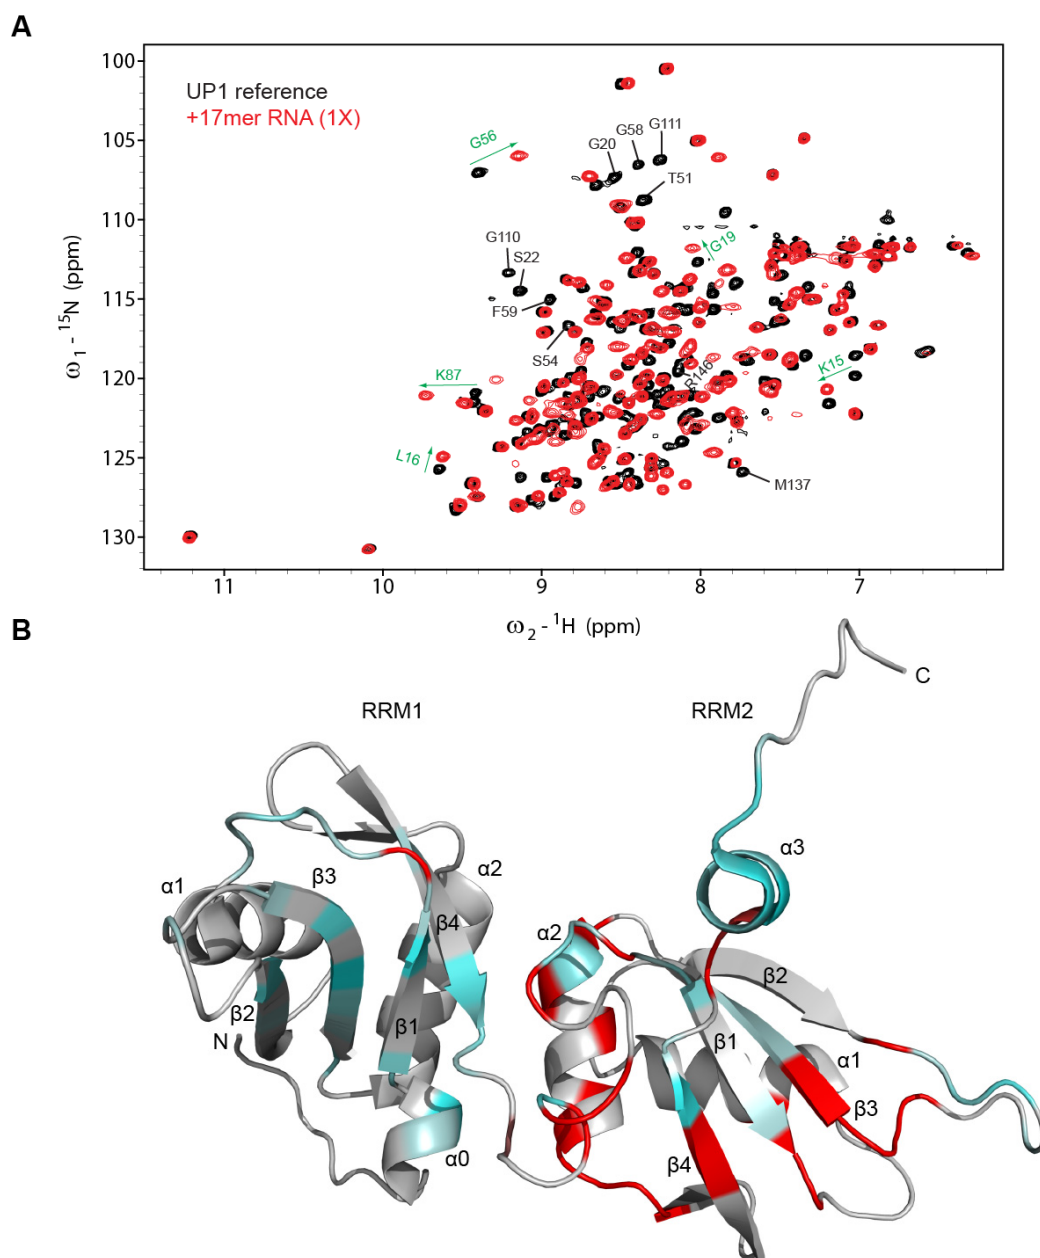 A
UP1 reference
+17mer RNA (1X)
G56
G20
G58
G111
T51
G110
S22
G19
F59
S54
R146
K15
K87
L16
M137
100
105
110
115
120
125
130
ω1 - 15N (ppm)
11
10
9
8
7
ω2 - 1H (ppm)
B
RRM1
RRM2
C
α3
α1
β3
α2
β4
β2
N
β1
α0
α2
β2
β1
α1
β3
β4